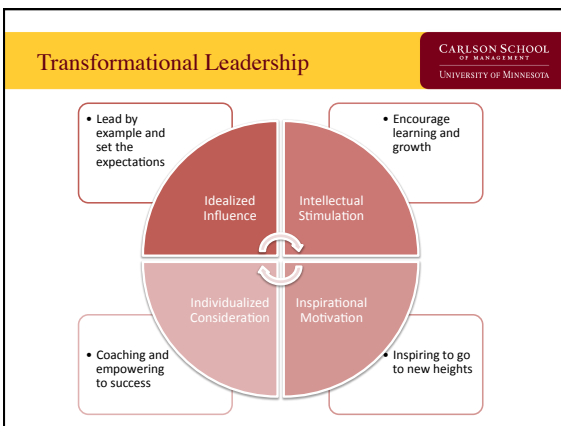 Transformational Leadership
CARLSON SCHOOL
OF MANAGEMENT
UNIVERSITY OF MINNESOTA
• Lead by
example and
set the
expectations
• Encourage
learning and
growth
Idealized
Influence
Intellectual
Stimulation
Individualized
Consideration
Inspirational
Motivation
• Coaching and
empowering
to success
• Inspiring to go
to new heights